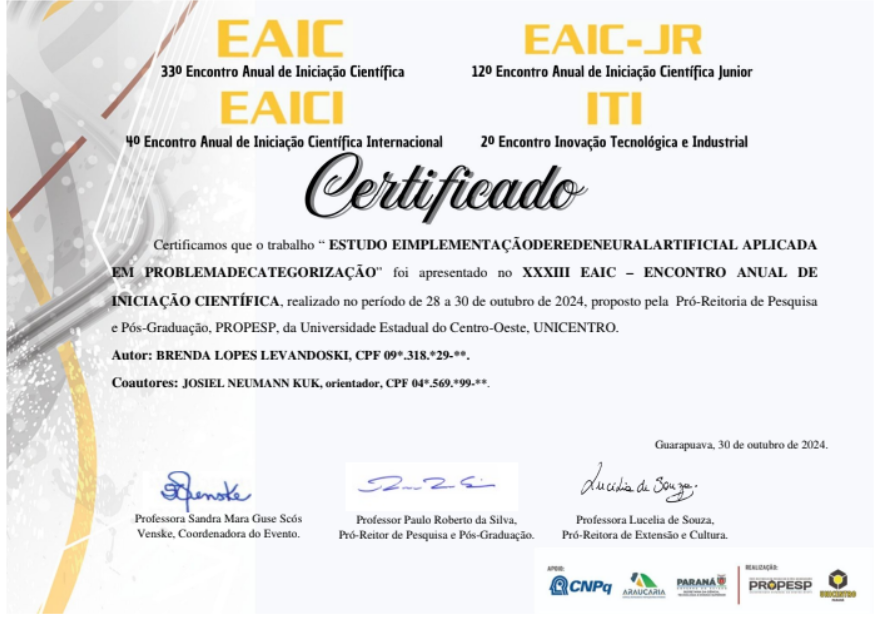 EAIC
33º Encontro Anual de Iniciação Científica
EAIC-JR
12º Encontro Anual de Iniciação Científica Junior
EAICI
4º Encontro Anual de Iniciação Científica Internacional
ITI
2º Encontro Inovação Tecnológica e Industrial
Certificado
Certificamos que o trabalho “ ESTUDO EIMPLEMENTAÇÃODEREDENEURALARTIFICIAL APLICADA
EM PROBLEMADECATEGORIZAÇÃO” foi apresentado no XXXIII EAIC – ENCONTRO ANUAL DE
INICIAÇÃO CIENTÍFICA, realizado no período de 28 a 30 de outubro de 2024, proposto pela Pró-Reitoria de Pesquisa
e Pós-Graduação, PROPESP, da Universidade Estadual do Centro-Oeste, UNICENTRO.
Autor: BRENDA LOPES LEVANDOSKI, CPF 09*.318.*29-**.
Coautores: JOSIEL NEUMANN KUK, orientador, CPF 04*.569.*99-**.
Guarapuava, 30 de outubro de 2024.
Lucelia de Souza.
Professora Sandra Mara Guse Scós
Venske, Coordenadora do Evento.
Professor Paulo Roberto da Silva,
Pró-Reitor de Pesquisa e Pós-Graduação.
Professora Lucelia de Souza,
Pró-Reitora de Extensão e Cultura.
APOIO:
CNPq
ARAUCÁRIA
PARANÁ
REALIZAÇÃO:
PROPESP
UNICENTRO